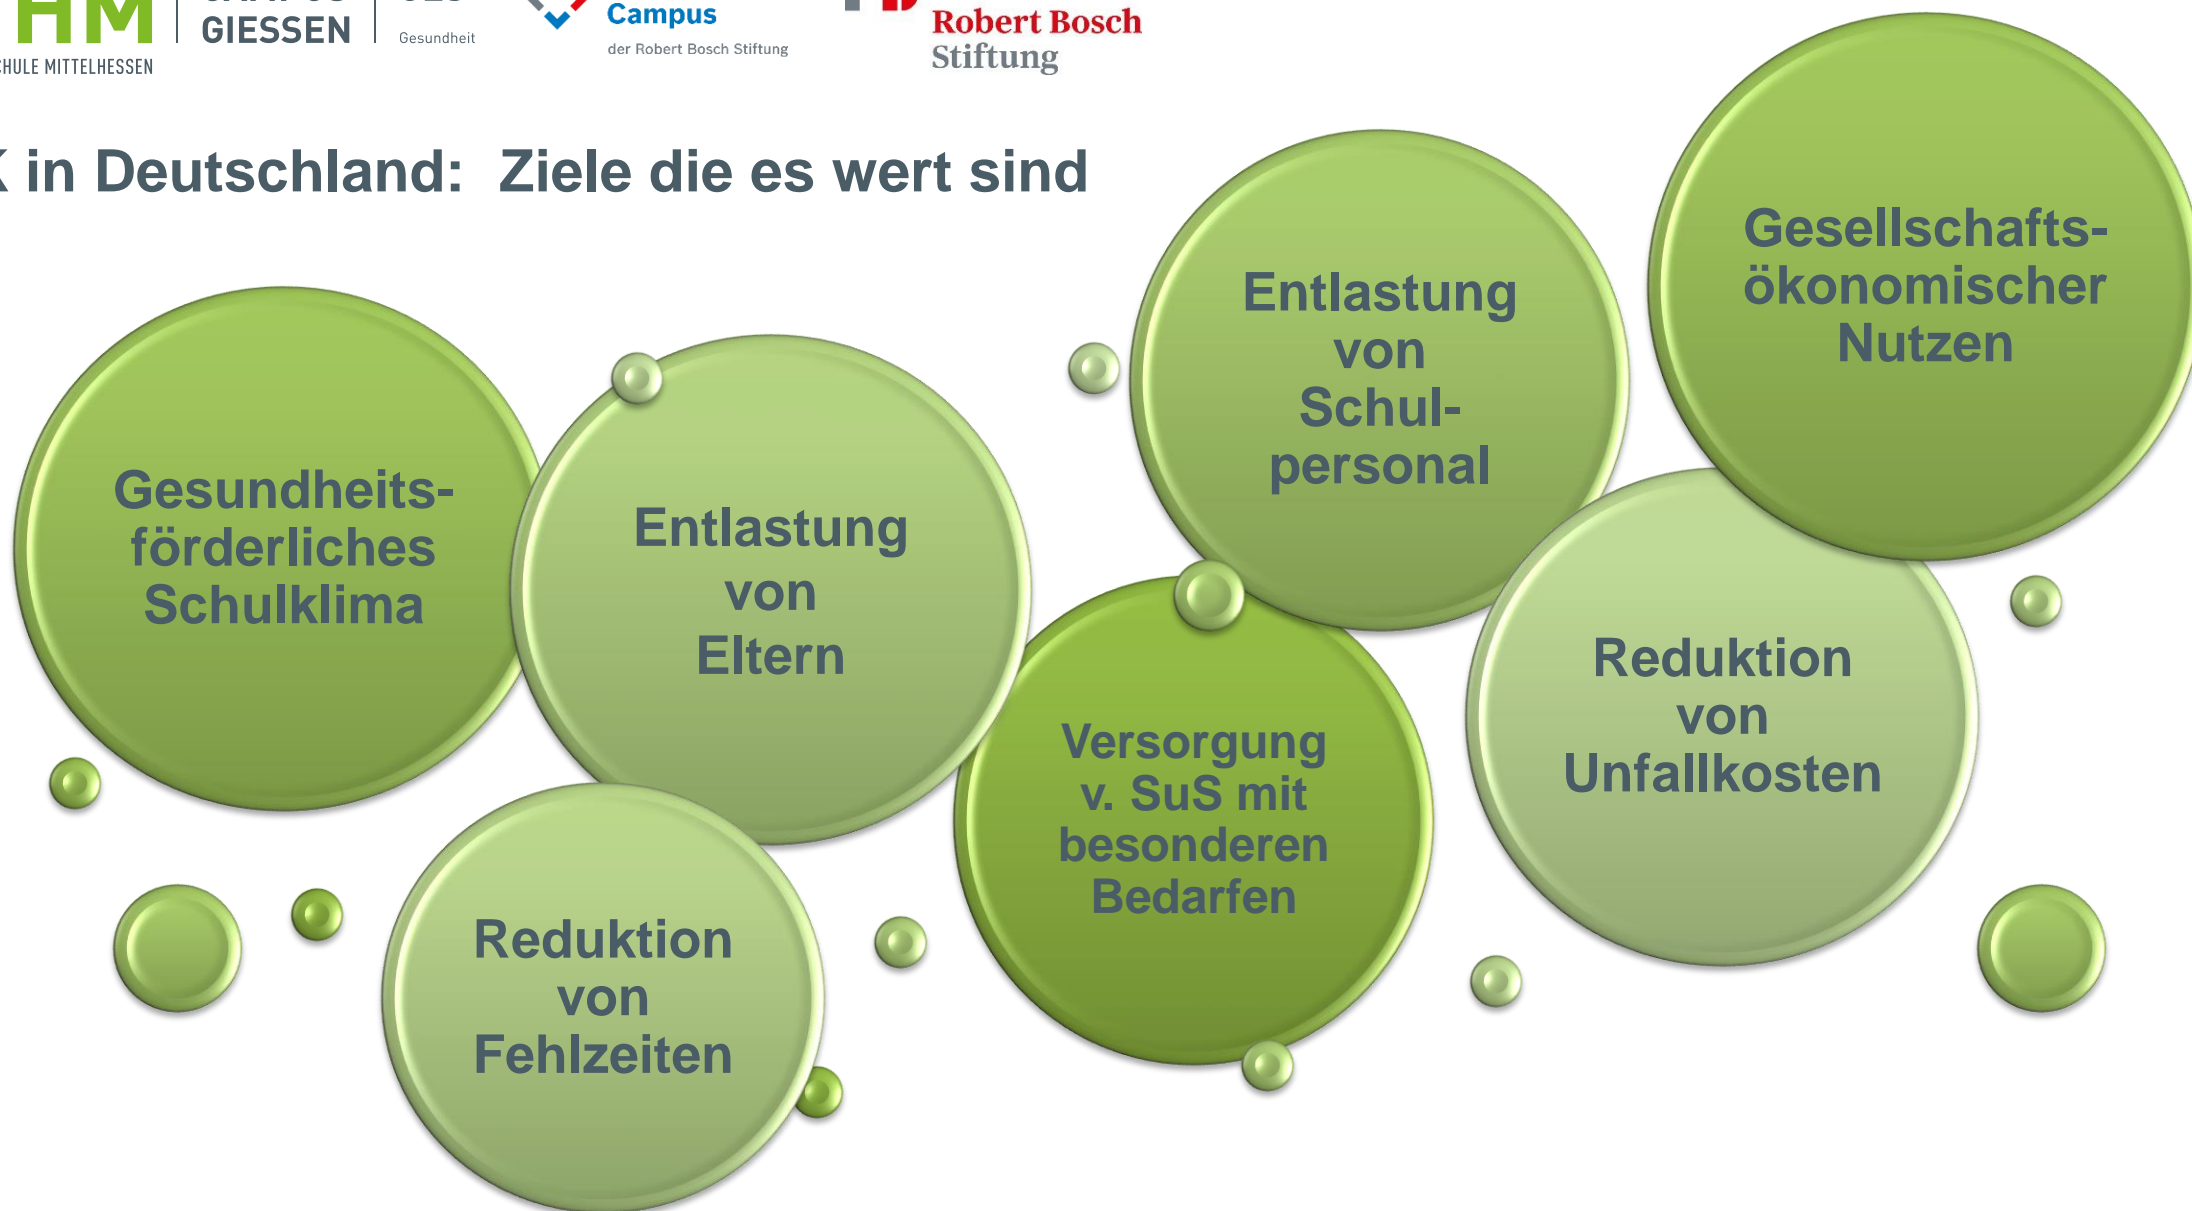 HM
GIESSEN
Gesundheit
CHULE MITTELHESSEN
Campus
der Robert Bosch Stiftung
Robert Bosch
Stiftung
in Deutschland: Ziele die es wert sind
Gesundheits-
förderliches
Schulklima
Entlastung
von
Eltern
Entlastung
von
Schul-
personal
Gesellschafts-
ökonomischer
Nutzen
Reduktion
von
Fehlzeiten
Versorgung
v. SuS mit
besonderen
Bedarfen
Reduktion
von
Unfallkosten